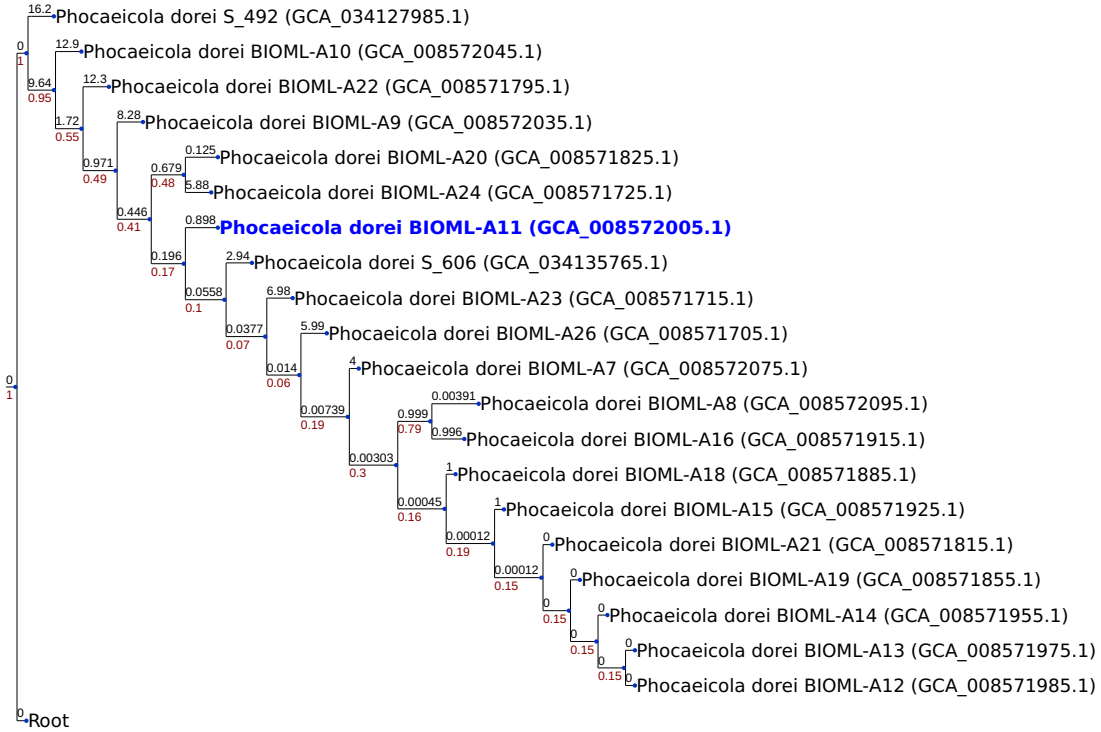 16.2 Phocaeicola dorei S_492 (GCA_034127985.1)
0
1
12.9 Phocaeicola dorei BIOML-A10 (GCA_008572045.1)
9.64
0.95
12.3 Phocaeicola dorei BIOML-A22 (GCA_008571795.1)
1.72
0.55
8.28 Phocaeicola dorei BIOML-A9 (GCA_008572035.1)
0.971
0.49
0.125 Phocaeicola dorei BIOML-A20 (GCA_008571825.1)
0.679
0.48
5.88 Phocaeicola dorei BIOML-A24 (GCA_008571725.1)
0.446
0.41
0.898 Phocaeicola dorei BIOML-A11 (GCA_008572005.1)
0.196
0.17
2.94 Phocaeicola dorei S_606 (GCA_034135765.1)
0.0558
0.1
6.98 Phocaeicola dorei BIOML-A23 (GCA_008571715.1)
0.0377
0.07
5.99 Phocaeicola dorei BIOML-A26 (GCA_008571705.1)
0.014
0.06
4 Phocaeicola dorei BIOML-A7 (GCA_008572075.1)
0
1
0.00739
0.19
0.00391 Phocaeicola dorei BIOML-A8 (GCA_008572095.1)
0.999
0.79
0.996 Phocaeicola dorei BIOML-A16 (GCA_008571915.1)
0.00303
0.3
1 Phocaeicola dorei BIOML-A18 (GCA_008571885.1)
0.00045
0.16
1 Phocaeicola dorei BIOML-A15 (GCA_008571925.1)
0.00012
0.19
0 Phocaeicola dorei BIOML-A21 (GCA_008571815.1)
0.00012
0.15
0 Phocaeicola dorei BIOML-A19 (GCA_008571855.1)
0
0.15
0 Phocaeicola dorei BIOML-A14 (GCA_008571955.1)
0
0.15
0 Phocaeicola dorei BIOML-A13 (GCA_008571975.1)
0
0.15
0 Phocaeicola dorei BIOML-A12 (GCA_008571985.1)
0 Root